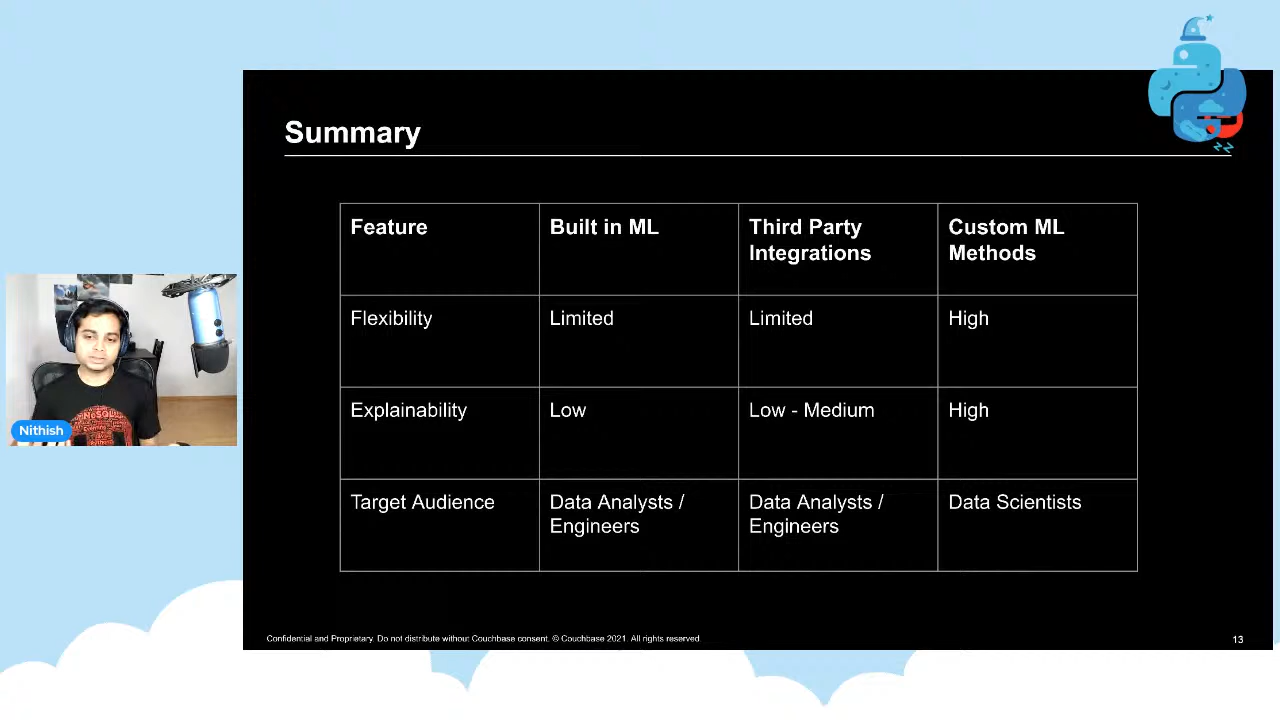 Summary
Feature
Built in ML
Third Party
Integrations
Custom ML
Methods
Flexibility
Limited
Limited
High
Explainability
Low
Low - Medium
High
Target Audience
Data Analysts /
Engineers
Data Analysts /
Engineers
Data Scientists
NoSQL
Nithish
zz
Confidential and Proprietary. Do not distribute without Couchbase consent. © Couchbase 2021. All rights reserved
13